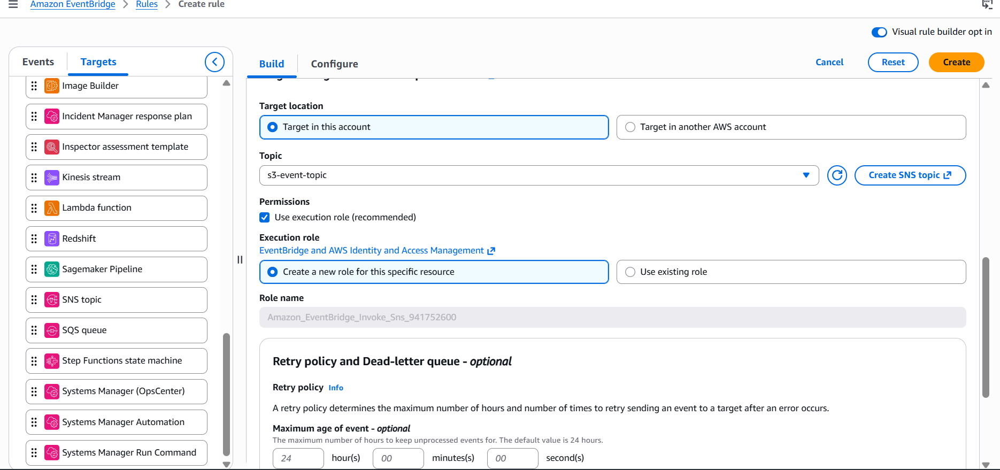 Amazon EventBridge > Rules > Create rule
Visual rule builder opt in
Events
Targets
Build
Configure
Cancel
Reset
Create
Image Builder
Incident Manager response plan
Inspector assessment template
Kinesis stream
Lambda function
Redshift
Sagemaker Pipeline
SNS topic
SQS queue
Step Functions state machine
Systems Manager (OpsCenter)
Systems Manager Automation
Systems Manager Run Command
Target location
Target in this account
Target in another AWS account
Topic
s3-event-topic
Create SNS topic
Permissions
Use execution role (recommended)
Execution role
EventBridge and AWS Identity and Access Management
Create a new role for this specific resource
Use existing role
Role name
Amazon_EventBridge_Invoke_Sns_941752600
Retry policy and Dead-letter queue - optional
Retry policy Info
A retry policy determines the maximum number of hours and number of times to retry sending an event to a target after an error occurs.
Maximum age of event - optional
The maximum number of hours to keep unprocessed events for. The default value is 24 hours.
24 hour(s) 00 minutes(s) 00 second(s)